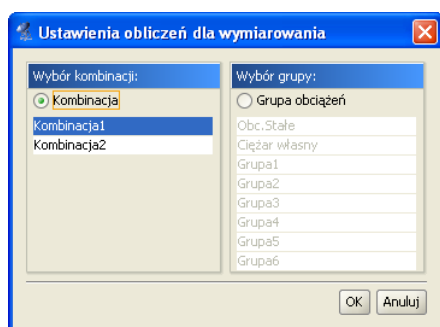 Ustawienia obliczeń dla wymiarowania
Wybór kombinacji:
Kombinacja
Kombinacja1
Kombinacja2
Wybór grupy:
Grupa obciążeń
Obc.Stałe
Ciężar własny
Grupa1
Grupa2
Grupa3
Grupa4
Grupa5
Grupa6
OK
Anuluj